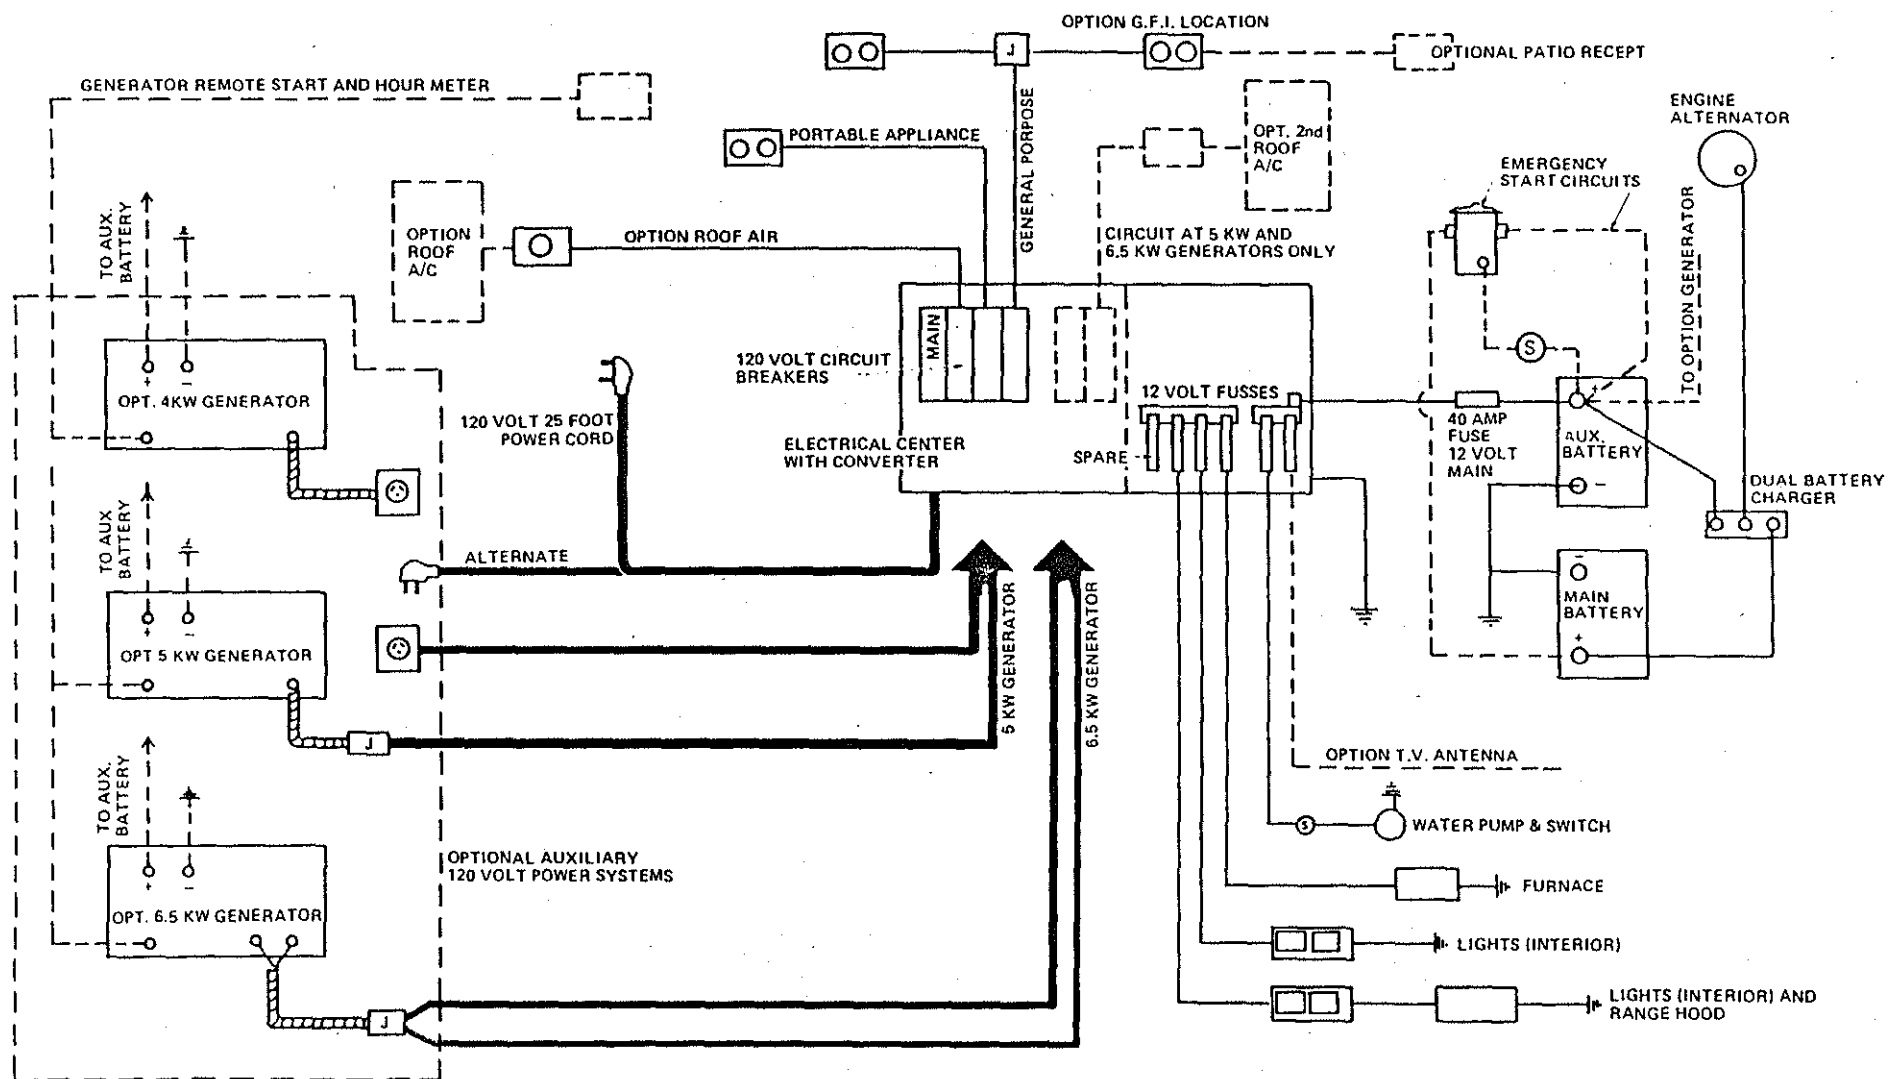 OPTION G.F.I. LOCATION
J
OPTIONAL PATIO RECEPT
GENERATOR REMOTE START AND HOUR METER
PORTABLE APPLIANCE
GENERAL PORPOSE
OPT. 2nd
ROOF
A/C
ENGINE
ALTERNATOR
EMERGENCY
START CIRCUITS
TO AUX.
BATTERY
OPTION
ROOF
A/C
OPTION ROOF AIR
CIRCUIT AT 5 KW AND
6.5 KW GENERATORS ONLY
TO OPTION GENERATOR
MAIN
120 VOLT CIRCUIT
BREAKERS
S
+ −
OPT. 4KW GENERATOR
120 VOLT 25 FOOT
POWER CORD
12 VOLT FUSSES
SPARE
ELECTRICAL CENTER
WITH CONVERTER
40 AMP
FUSE
12 VOLT
MAIN
+
AUX.
BATTERY
−
DUAL BATTERY
CHARGER
TO AUX
BATTERY
ALTERNATE
−
MAIN
BATTERY
+
+ −
OPT 5 KW GENERATOR
J
5 KW GENERATOR
6.5 KW GENERATOR
OPTION T.V. ANTENNA
TO AUX.
BATTERY
S
WATER PUMP & SWITCH
OPTIONAL AUXILIARY
120 VOLT POWER SYSTEMS
+ −
OPT. 6.5 KW GENERATOR
FURNACE
LIGHTS (INTERIOR)
J
LIGHTS (INTERIOR) AND
RANGE HOOD